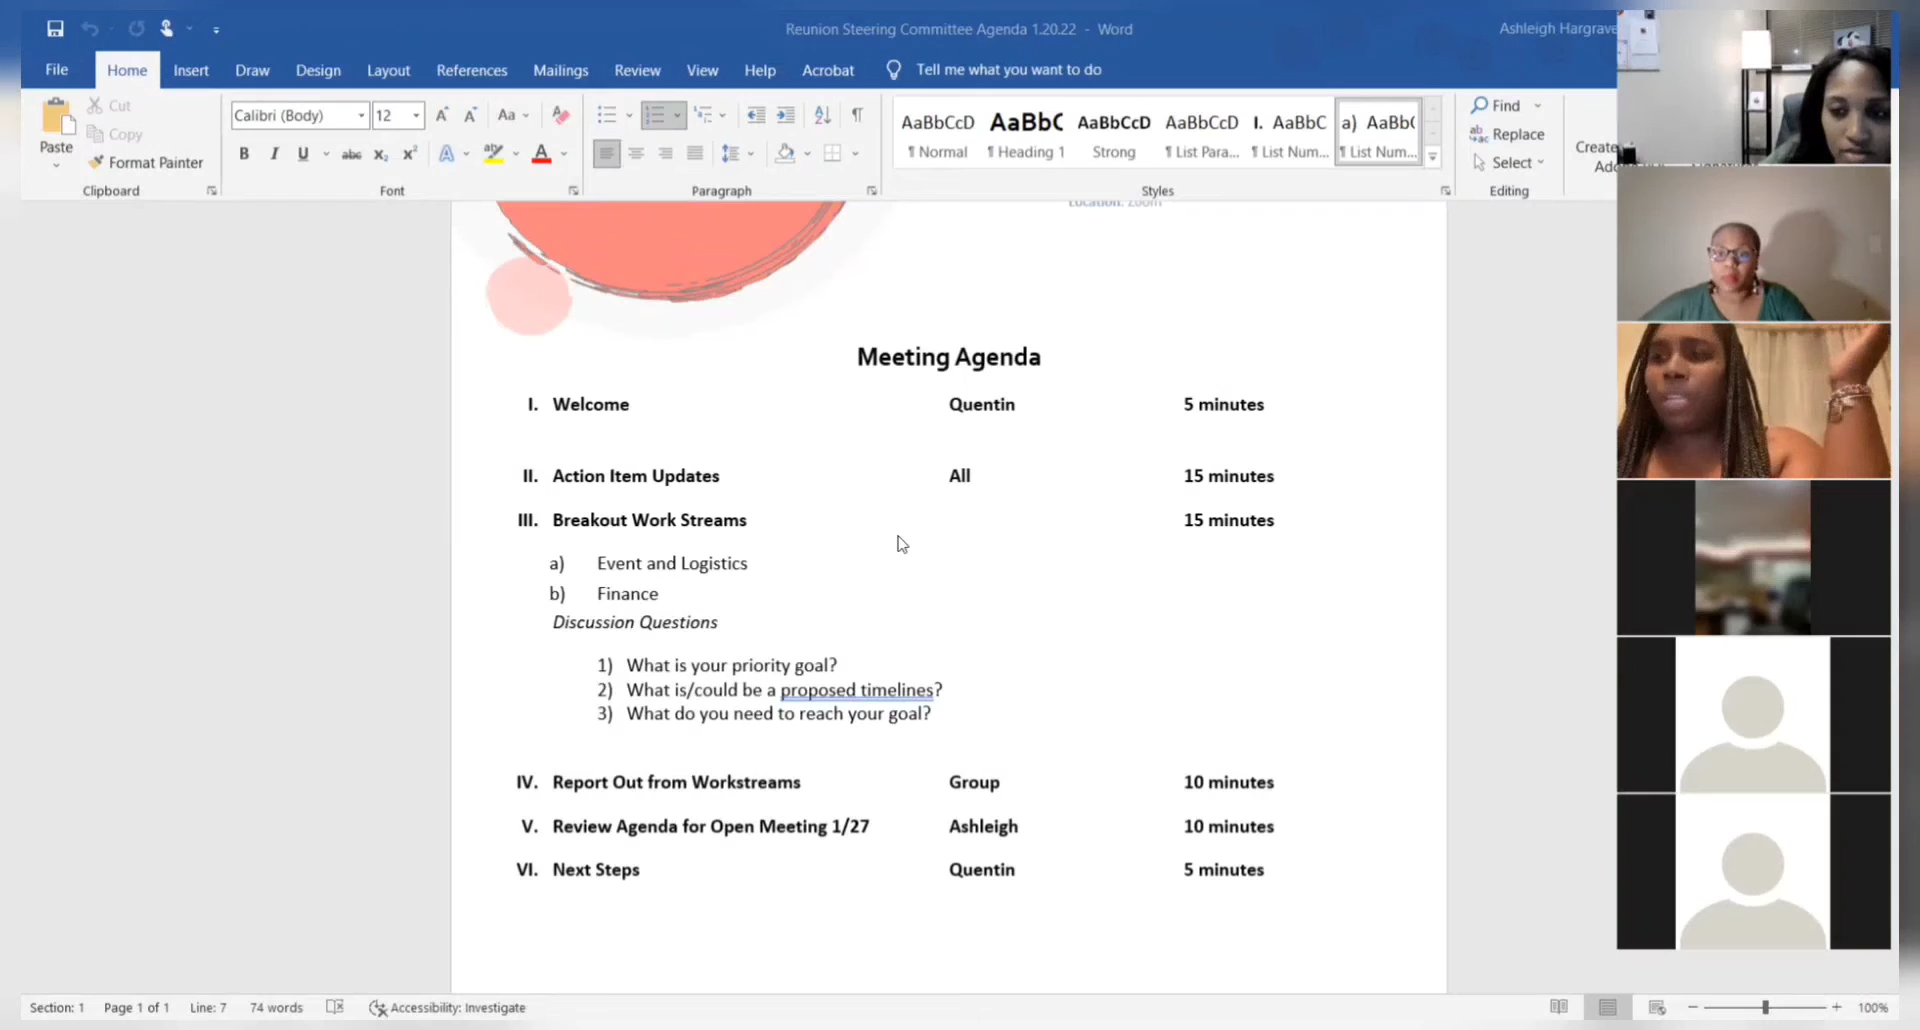 Reunion Steering Committee Agenda 1.20.22 - Word
Ashleigh Hargrave
File Home Insert Draw Design Layout References Mailings Review View Help Acrobat Tell me what you want to do
Paste
Cut
Copy
Format Painter
Clipboard
Calibri (Body) 12
Font
Paragraph
AaBbCcD AaBbC AaBbCcD AaBbCcD I. AaBbC a) AaBb(
¶ Normal ¶ Heading 1 Strong ¶ List Para... ¶ List Num... ¶ List Num...
Styles
Find
Replace
Select
Editing
Create
Location: Zoom
Meeting Agenda
I. Welcome Quentin 5 minutes
II. Action Item Updates All 15 minutes
III. Breakout Work Streams 15 minutes
a) Event and Logistics
b) Finance
Discussion Questions
1) What is your priority goal?
2) What is/could be a proposed timelines?
3) What do you need to reach your goal?
IV. Report Out from Workstreams Group 10 minutes
V. Review Agenda for Open Meeting 1/27 Ashleigh 10 minutes
VI. Next Steps Quentin 5 minutes
Section: 1 Page 1 of 1 Line: 7 74 words Accessibility: Investigate 100%